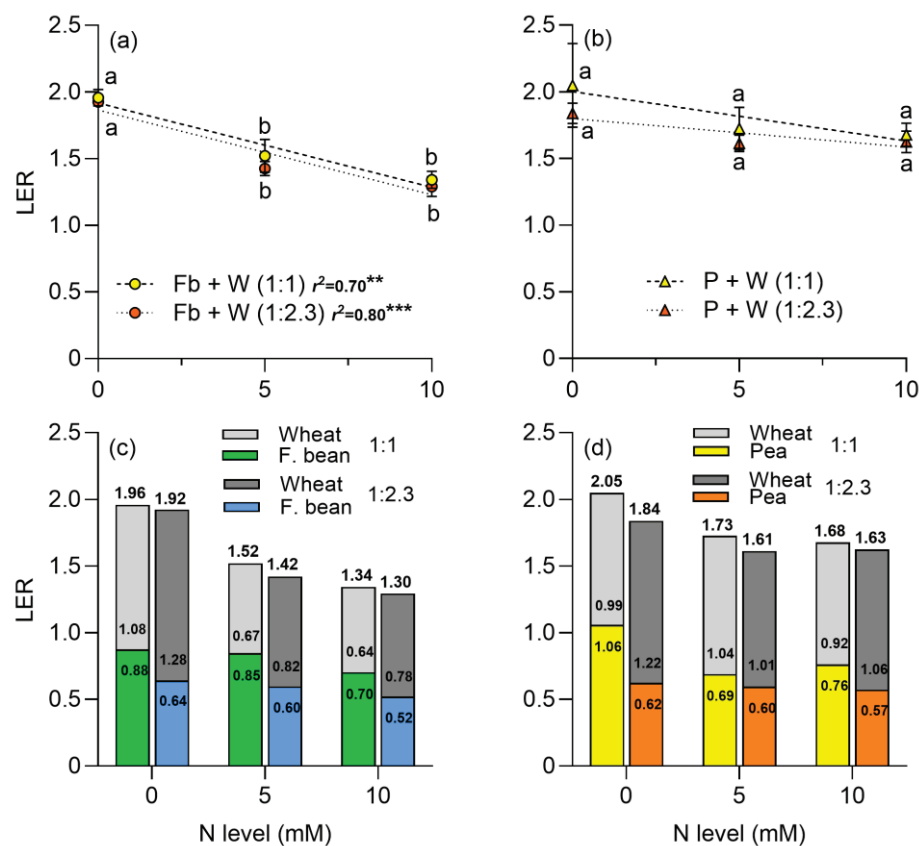 (a)
2.5
2.0
1.5
1.0
0.5
0
LER
a
a
b
b
b
b
Fb + W (1:1) r²=0.70**
Fb + W (1:2.3) r²=0.80***
0 5 10
(b)
2.5
2.0
1.5
1.0
0.5
0
a
a
a
a
a
a
P + W (1:1)
P + W (1:2.3)
0 5 10
(c)
2.5
2.0
1.5
1.0
0.5
0
LER
Wheat
F. bean
1:1
Wheat
F. bean
1:2.3
1.96 1.92
1.52 1.42
1.34 1.30
1.08 1.28 0.67 0.82 0.64 0.78
0.88 0.64 0.85 0.60 0.70 0.52
0 5 10
N level (mM)
(d)
2.5
2.0
1.5
1.0
0.5
0
Wheat
Pea
1:1
Wheat
Pea
1:2.3
2.05 1.84
1.73 1.61
1.68 1.63
0.99 1.22 1.04 1.01 0.92 1.06
1.06 0.62 0.69 0.60 0.76 0.57
0 5 10
N level (mM)